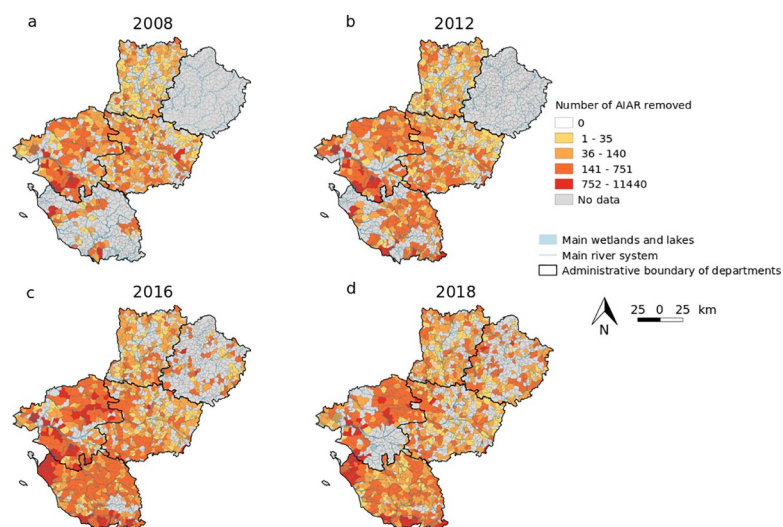 a
2008
b
2012
Number of AIAR removed
0
1 - 35
36 - 140
141 - 751
752 - 11440
No data
Main wetlands and lakes
Main river system
Administrative boundary of departments
c
2016
d
2018
N
25 0 25 km